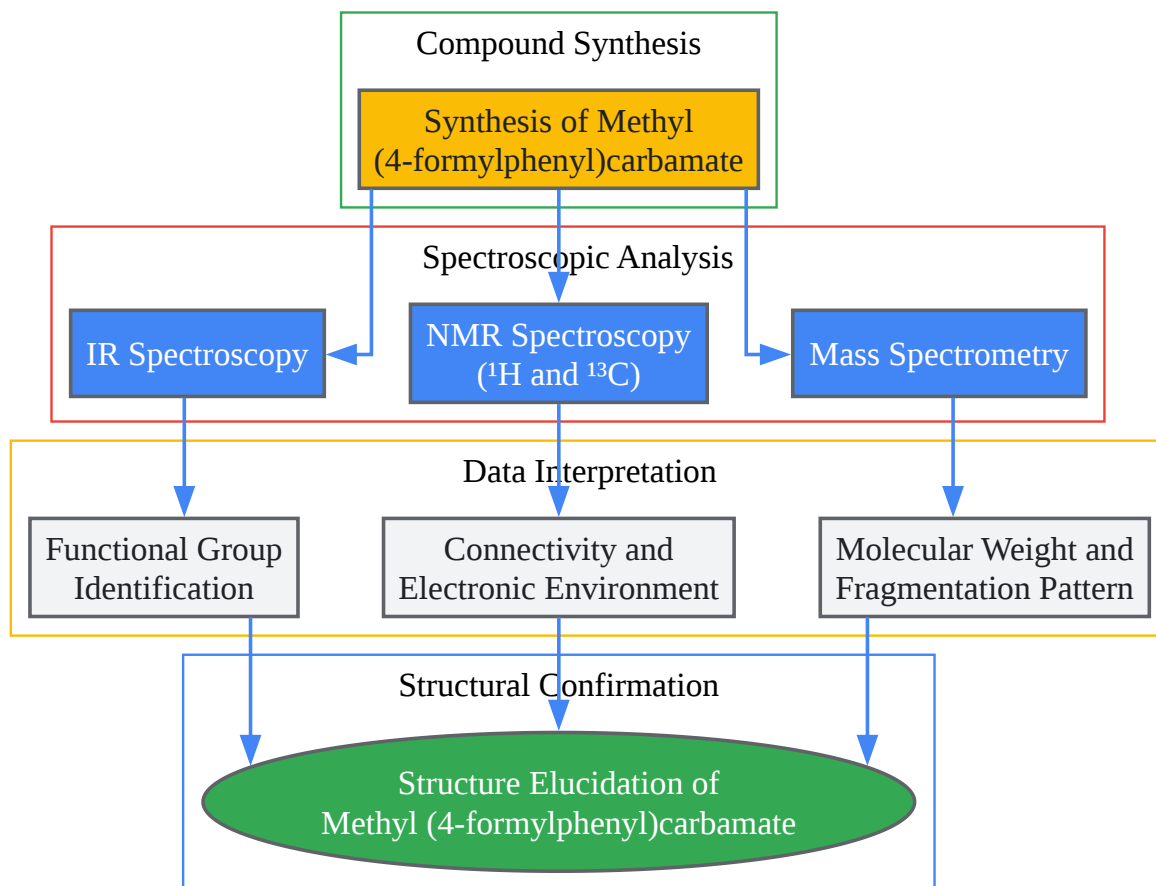 Compound Synthesis
Synthesis of Methyl
(4-formylphenyl)carbamate
Spectroscopic Analysis
IR Spectroscopy
NMR Spectroscopy
(¹H and ¹³C)
Mass Spectrometry
Data Interpretation
Functional Group
Identification
Connectivity and
Electronic Environment
Molecular Weight and
Fragmentation Pattern
Structural Confirmation
Structure Elucidation of
Methyl (4-formylphenyl)carbamate